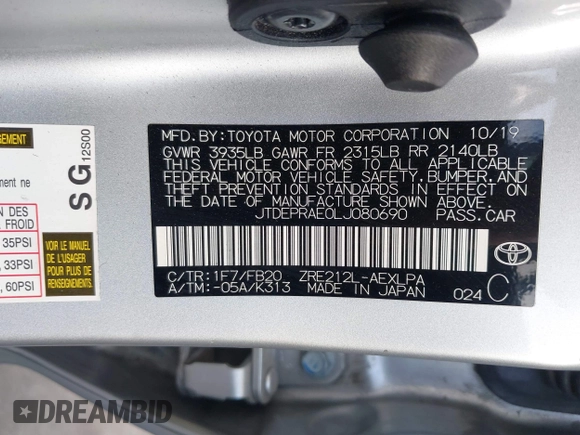 GEMENT
ment ne
N DES
FROID
35PSI
, 33PSI
, 60PSI
SG 12S00
VOIR LE
MANUEL DE
L'USAGER
POUR PLUS DE
RENSEIGNEMENTS
MFD. BY: TOYOTA MOTOR CORPORATION 10/19
GVWR 3935LB GAWR FR 2315LB RR 2140LB
THIS VEHICLE CONFORMS TO ALL APPLICABLE
FEDERAL MOTOR VEHICLE SAFETY, BUMPER, AND
THEFT PREVENTION STANDARDS IN EFFECT ON
THE DATE OF MANUFACTURE SHOWN ABOVE.
JTDEPRAE0LJ080690 PASS. CAR
C/TR:1F7/FB20 ZRE212L-AEXLPA
A/TM:-05A/K313 MADE IN JAPAN 024 C
TOYOTA
DREAMBID